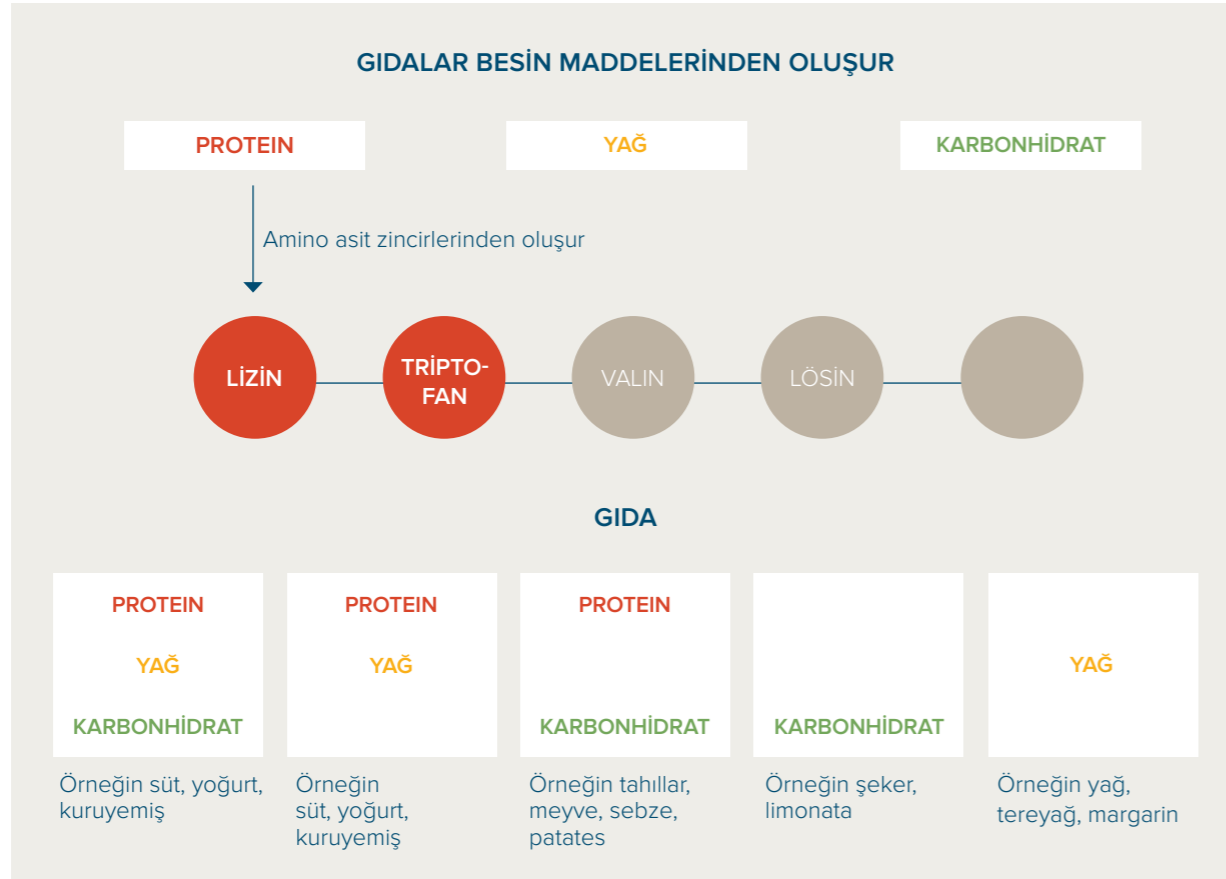 GIDALAR BESİN MADDELERİNDEN OLUŞUR
PROTEIN
YAĞ
KARBONHİDRAT
Amino asit zincirlerinden oluşur
LİZİN
TRİPTO-
FAN
VALIN
LÖSİN
GIDA
PROTEIN
YAĞ
KARBONHİDRAT
Örneğin süt, yoğurt,
kuruyemiş
PROTEIN
YAĞ
Örneğin
süt, yoğurt,
kuruyemiş
PROTEIN
KARBONHİDRAT
Örneğin tahıllar,
meyve, sebze,
patates
KARBONHİDRAT
Örneğin şeker,
limonata
YAĞ
Örneğin yağ,
tereyağ, margarin